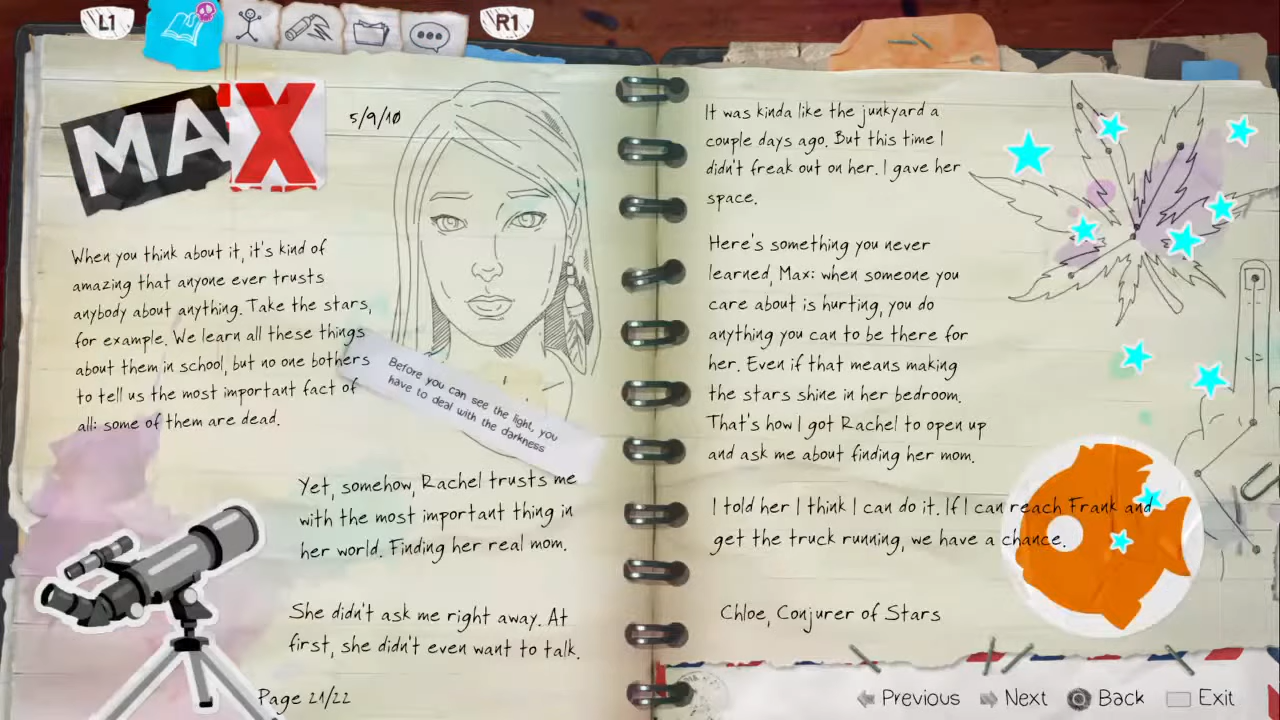 L1
R1
MAX
5/9/10
When you think about it, it's kind of
amazing that anyone ever trusts
anybody about anything. Take the stars,
for example. We learn all these things
about them in school, but no one bothers
to tell us the most important fact of
all: some of them are dead.
Before you can see the light, you
have to deal with the darkness
Yet, somehow, Rachel trusts me
with the most important thing in
her world. Finding her real mom.
She didn't ask me right away. At
first, she didn't even want to talk.
Page 21/22
It was kinda like the junkyard a
couple days ago. But this time I
didn't freak out on her. I gave her
space.
Here's something you never
learned, Max: when someone you
care about is hurting, you do
anything you can to be there for
her. Even if that means making
the stars shine in her bedroom.
That's how I got Rachel to open up
and ask me about finding her mom.
I told her I think I can do it. If I can reach Frank and
get the truck running, we have a chance.
Chloe, Conjurer of Stars
Previous
Next
Back
Exit